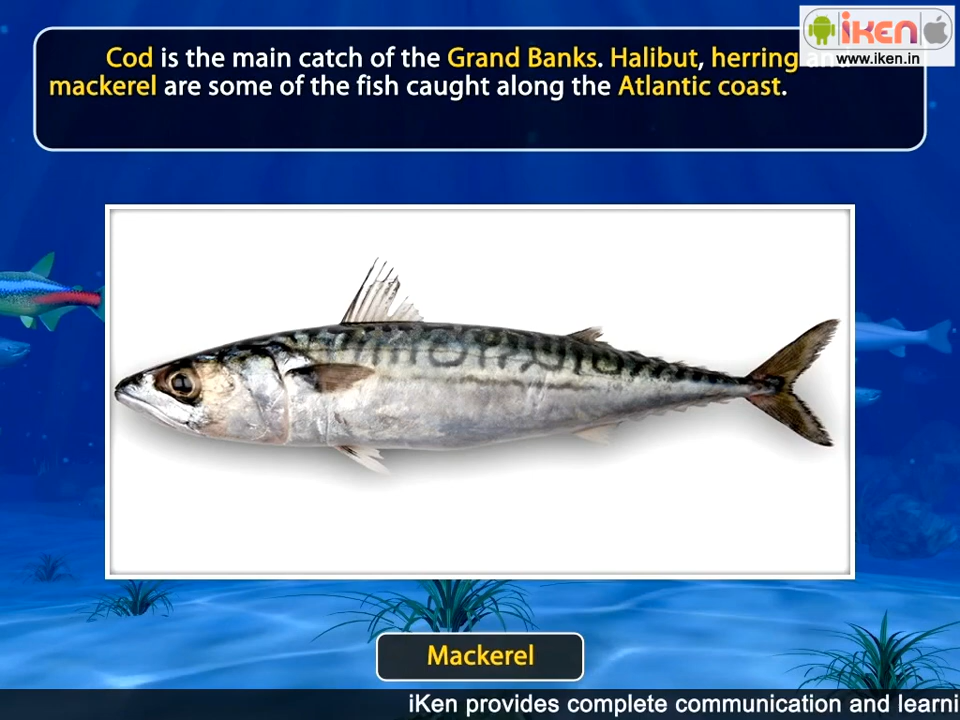 Cod is the main catch of the Grand Banks. Halibut, herring and
mackerel are some of the fish caught along the Atlantic coast.
iKen
www.iken.in
Mackerel
iKen provides complete communication and learni